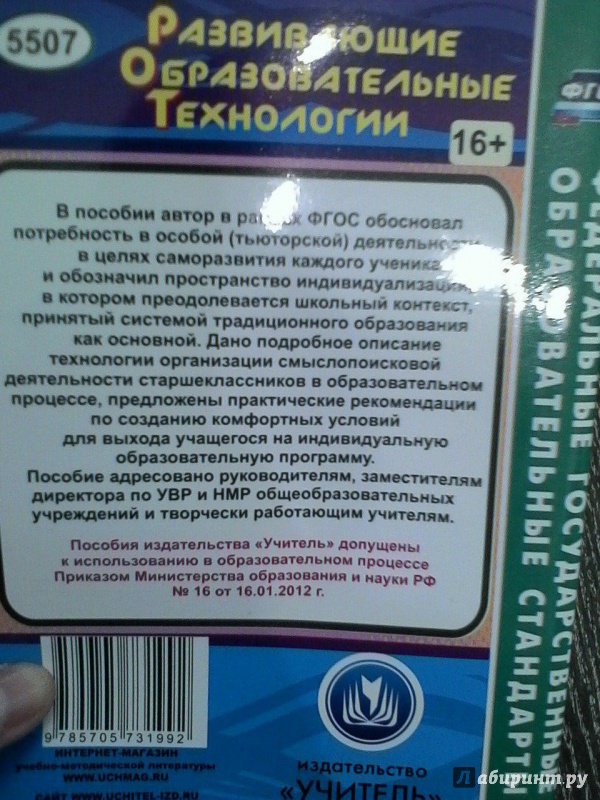 5507
РАЗВИВАЮЩИЕ
ОБРАЗОВАТЕЛЬНЫЕ
ТЕХНОЛОГИИ
16+
В пособии автор в рамках ФГОС обосновал
потребность в особой (тьюторской) деятельности
в целях саморазвития каждого ученика
и обозначил пространство индивидуализации,
в котором преодолевается школьный контекст,
принятый системой традиционного образования
как основной. Дано подробное описание
технологии организации смыслопоисковой
деятельности старшеклассников в образовательном
процессе, предложены практические рекомендации
по созданию комфортных условий
для выхода учащегося на индивидуальную
образовательную программу.
Пособие адресовано руководителям, заместителям
директора по УВР и НМР общеобразовательных
учреждений и творчески работающим учителям.
Пособия издательства «Учитель» допущены
к использованию в образовательном процессе
Приказом Министерства образования и науки РФ
№ 16 от 16.01.2012 г.
9 785705 731992
ИНТЕРНЕТ-МАГАЗИН
учебно-методической литературы
WWW.UCHMAG.RU
САЙТ WWW.UCHITEL-IZD.RU
издательство
«УЧИТЕЛЬ»
ФГОС
ФЕДЕРАЛЬНЫЕ ГОСУДАРСТВЕННЫЕ
ОБРАЗОВАТЕЛЬНЫЕ СТАНДАРТЫ
Лабиринт.ру